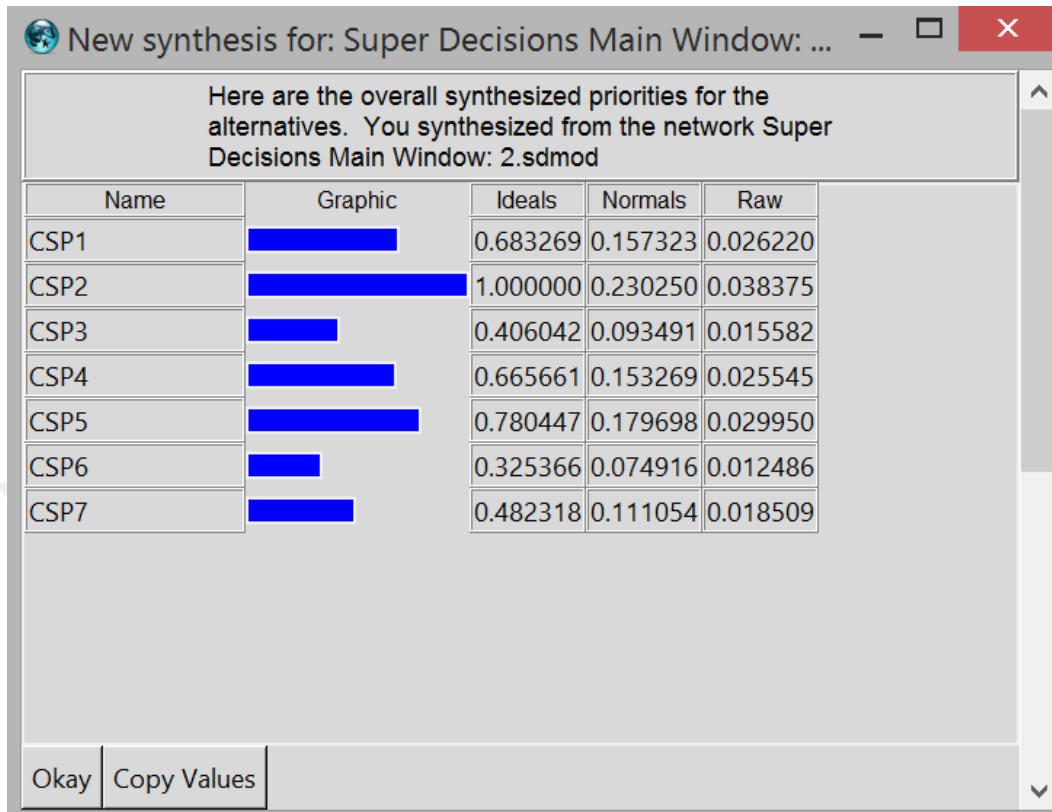 New synthesis for: Super Decisions Main Window: ...
Here are the overall synthesized priorities for the
alternatives. You synthesized from the network Super
Decisions Main Window: 2.sdmod
Name Graphic Ideals Normals Raw
CSP1 0.683269 0.157323 0.026220
CSP2 1.000000 0.230250 0.038375
CSP3 0.406042 0.093491 0.015582
CSP4 0.665661 0.153269 0.025545
CSP5 0.780447 0.179698 0.029950
CSP6 0.325366 0.074916 0.012486
CSP7 0.482318 0.111054 0.018509
Okay Copy Values